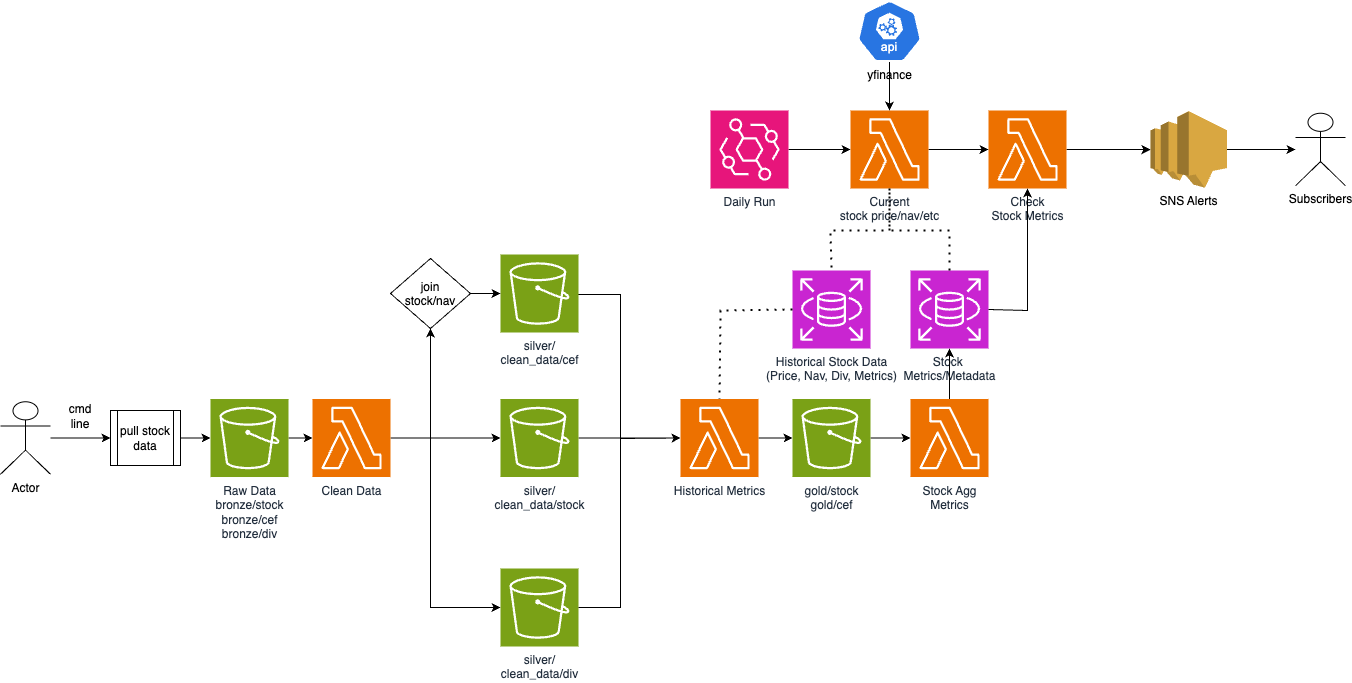 api
yfinance
Daily Run
Current
stock price/nav/etc
Check
Stock Metrics
SNS Alerts
Subscribers
join
stock/nav
silver/
clean_data/cef
Historical Stock Data
(Price, Nav, Div, Metrics)
Stock
Metrics/Metadata
cmd
line
pull stock
data
Actor
Raw Data
bronze/stock
bronze/cef
bronze/div
Clean Data
silver/
clean_data/stock
Historical Metrics
gold/stock
gold/cef
Stock Agg
Metrics
silver/
clean_data/div